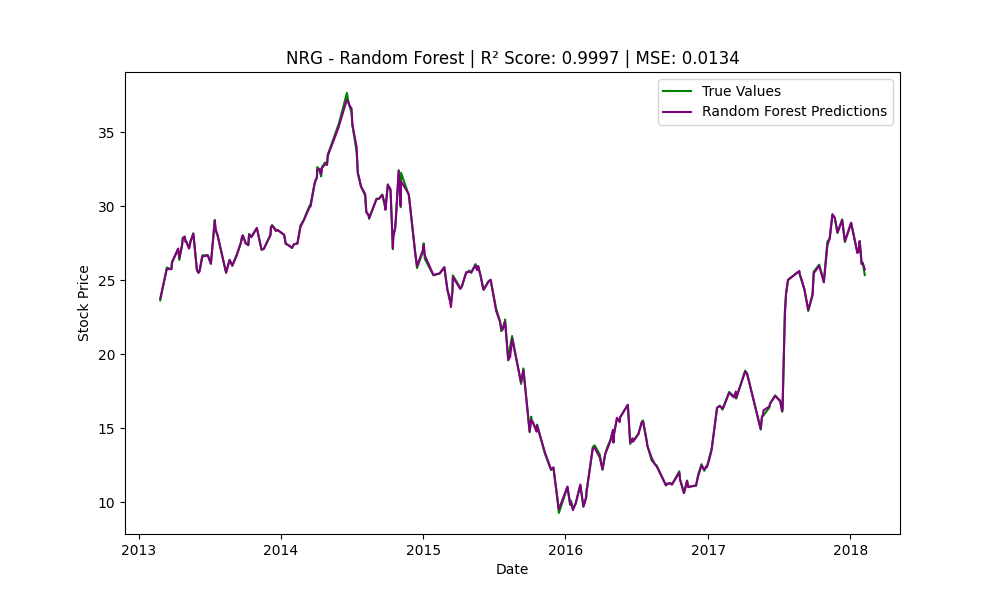 NRG - Random Forest | R² Score: 0.9997 | MSE: 0.0134
True Values
Random Forest Predictions
Stock Price
35
30
25
20
15
10
2013 2014 2015 2016 2017 2018
Date